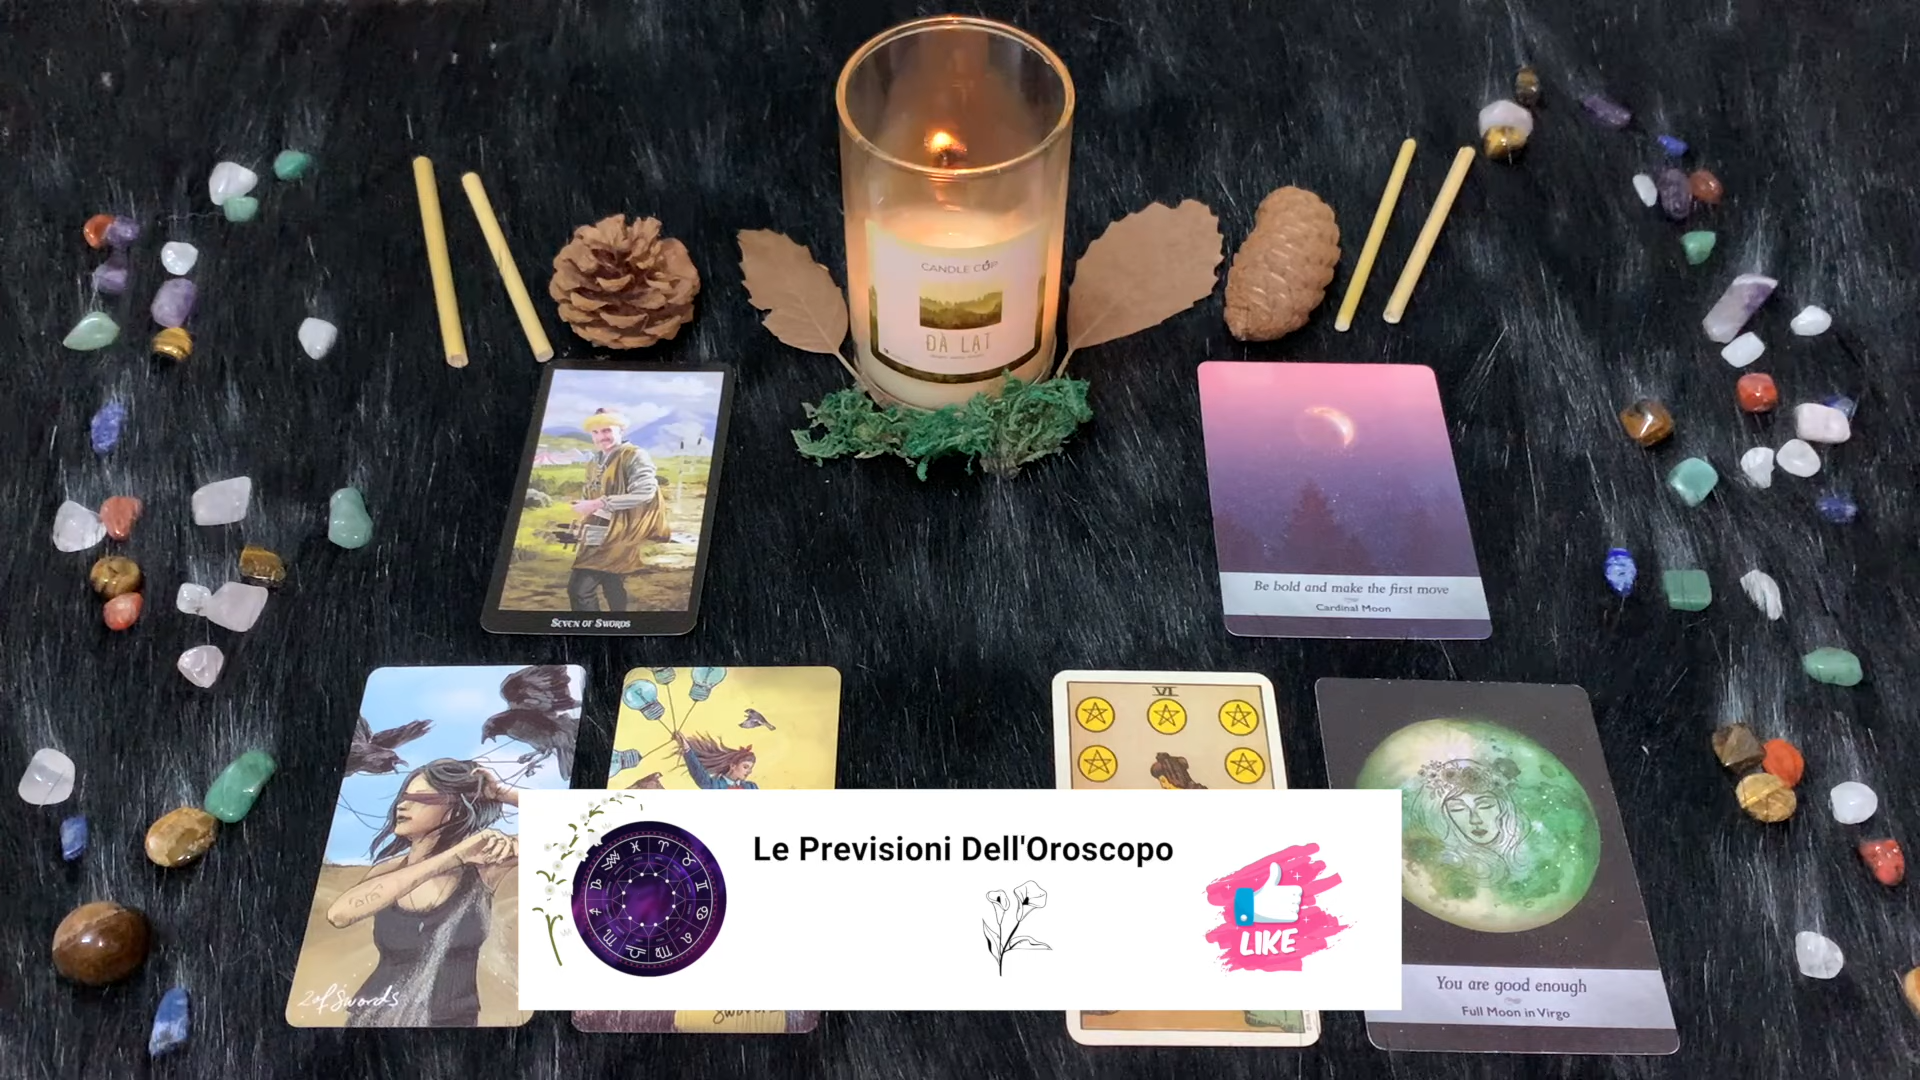 CANDLE CUP
ĐÀ LẠT
SEVEN OF SWORDS
Be bold and make the first move
Cardinal Moon
VI
Le Previsioni Dell'Oroscopo
LIKE
2 of Swords
You are good enough
Full Moon in Virgo